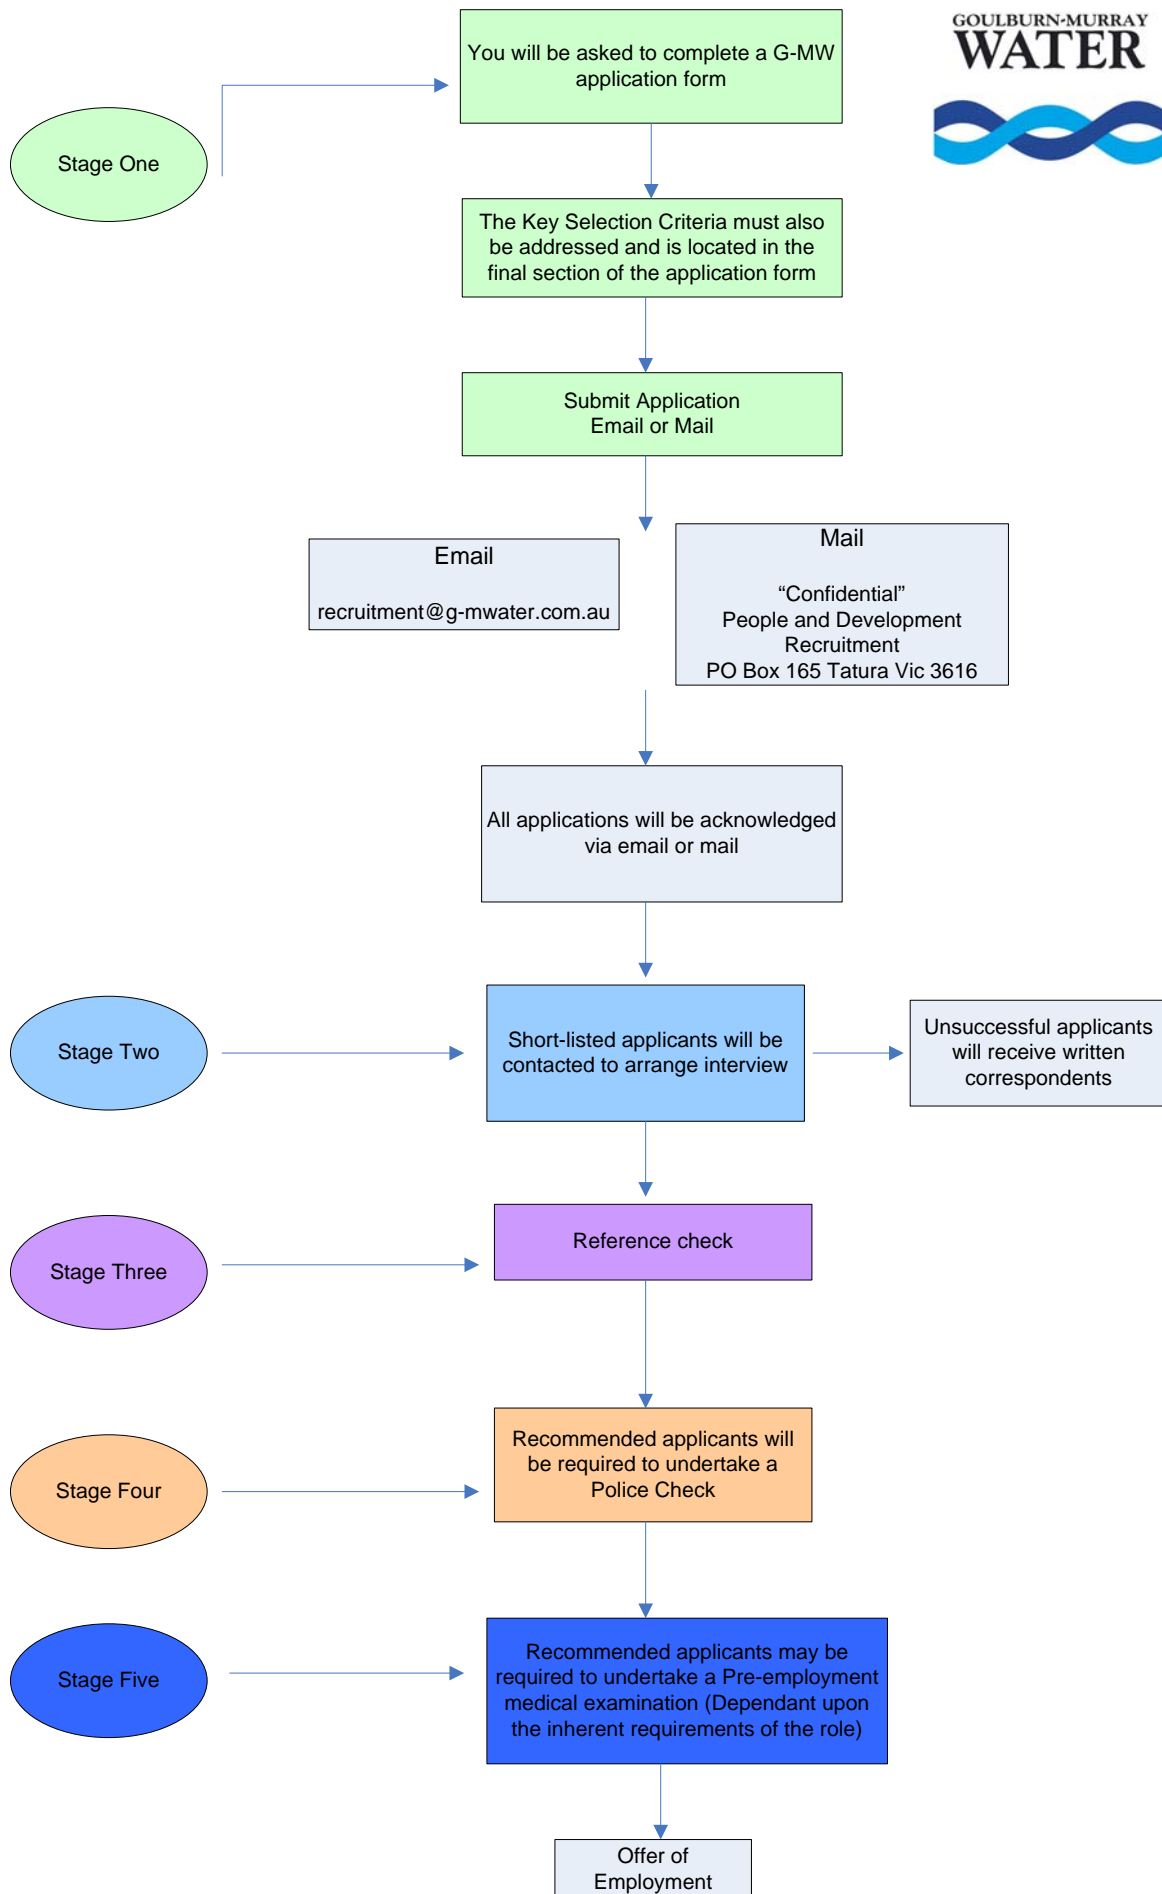 GOULBURN-MURRAY
WATER
You will be asked to complete a G-MW
application form
Stage One
The Key Selection Criteria must also
be addressed and is located in the
final section of the application form
Submit Application
Email or Mail
Email
recruitment@g-mwater.com.au
Mail
“Confidential”
People and Development
Recruitment
PO Box 165 Tatura Vic 3616
All applications will be acknowledged
via email or mail
Stage Two
Short-listed applicants will be
contacted to arrange interview
Unsuccessful applicants
will receive written
correspondents
Stage Three
Reference check
Stage Four
Recommended applicants will
be required to undertake a
Police Check
Stage Five
Recommended applicants may be
required to undertake a Pre-employment
medical examination (Dependant upon
the inherent requirements of the role)
Offer of
Employment